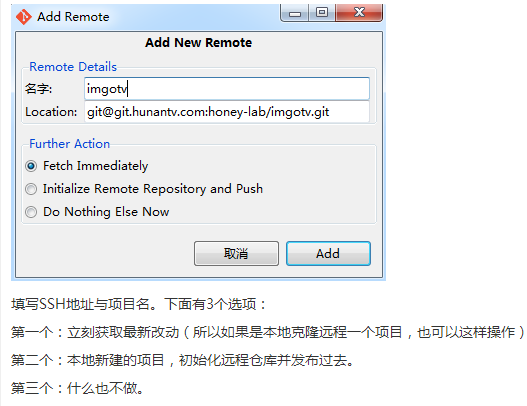 Add Remote
Add New Remote
Remote Details
名字: imgotv
Location: git@git.hunantv.com:honey-lab/imgotv.git
Further Action
Fetch Immediately
Initialize Remote Repository and Push
Do Nothing Else Now
取消 Add
填写SSH地址与项目名。下面有3个选项：
第一个：立刻获取最新改动（所以如果是本地克隆远程一个项目，也可以这样操作）
第二个：本地新建的项目，初始化远程仓库并发布过去。
第三个：什么也不做。